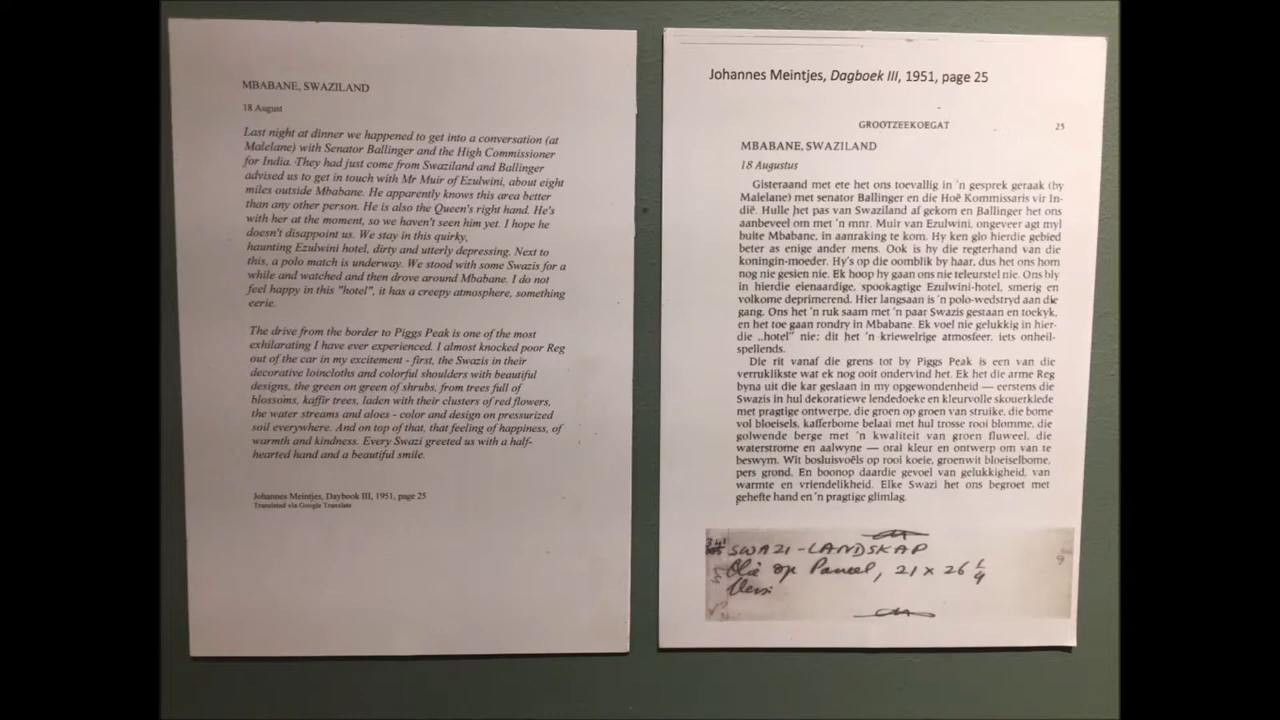 MBABANE, SWAZILAND
18 August
Last night at dinner we happened to get into a conversation (at
Malelane) with Senator Ballinger and the High Commissioner
for India. They had just come from Swaziland and Ballinger
advised us to get in touch with Mr Muir of Ezulwini, about eight
miles outside Mbabane. He apparently knows this area better
than any other person. He is also the Queen's right hand. He's
with her at the moment, so we haven't seen him yet. I hope he
doesn't disappoint us. We stay in this quirky,
haunting Ezulwini hotel, dirty and utterly depressing. Next to
this, a polo match is underway. We stood with some Swazis for a
while and watched and then drove around Mbabane. I do not
feel happy in this "hotel", it has a creepy atmosphere, something
eerie.
The drive from the border to Piggs Peak is one of the most
exhilarating I have ever experienced. I almost knocked poor Reg
out of the car in my excitement - first, the Swazis in their
decorative loincloths and colorful shoulders with beautiful
designs, the green on green of shrubs, from trees full of
blossoms, kaffir trees, laden with their clusters of red flowers,
the water streams and aloes - color and design on pressurized
soil everywhere. And on top of that, that feeling of happiness, of
warmth and kindness. Every Swazi greeted us with a half-
hearted hand and a beautiful smile.
Johannes Meintjes, Daybook III, 1951, page 25
Translated via Google Translate
Johannes Meintjes, Dagboek III, 1951, page 25
GROOTZEEKOEGAT 25
MBABANE, SWAZILAND
18 Augustus
Gisteraand met ete het ons toevallig in 'n gesprek geraak (by
Malelane) met senator Ballinger en die Hoë Kommissaris vir In-
dië. Hulle het pas van Swaziland af gekom en Ballinger het ons
aanbeveel om met 'n mnr. Muir van Ezulwini, ongeveer agt myl
buite Mbabane, in aanraking te kom. Hy ken glo hierdie gebied
beter as enige ander mens. Ook is hy die regterhand van die
koningin-moeder. Hy's op die oomblik by haar, dus het ons hom
nog nie gesien nie. Ek hoop hy gaan ons nie teleurstel nie. Ons bly
in hierdie eienaardige, spookagtige Ezulwini-hotel, smerig en
volkome deprimerend. Hier langsaan is 'n polo-wedstryd aan die
gang. Ons het 'n ruk saam met 'n paar Swazis gestaan en toekyk,
en het toe gaan rondry in Mbabane. Ek voel nie gelukkig in hier-
die „hotel" nie; dit het 'n kriewelrige atmosfeer, iets onheil-
spellends.
Die rit vanaf die grens tot by Piggs Peak is een van die
verruklikste wat ek nog ooit ondervind het. Ek het die arme Reg
byna uit die kar geslaan in my opgewondenheid — eerstens die
Swazis in hul dekoratiewe lendedoeke en kleurvolle skouerklede
met pragtige ontwerpe, die groen op groen van struike, die bome
vol bloeisels, kafferbome belaai met hul trosse rooi blomme, die
golwende berge met 'n kwaliteit van groen fluweel, die
waterstrome en aalwyne — oral kleur en ontwerp om van te
beswym. Wit bosluisvoëls op rooi koeie, groenwit bloeiselbome,
pers grond. En boonop daardie gevoel van gelukkigheid, van
warmte en vriendelikheid. Elke Swazi het ons begroet met
gehefte hand en 'n pragtige glimlag.
341 SWAZI-LANDSKAP
Olie op Paneel, 21 x 26 1/4